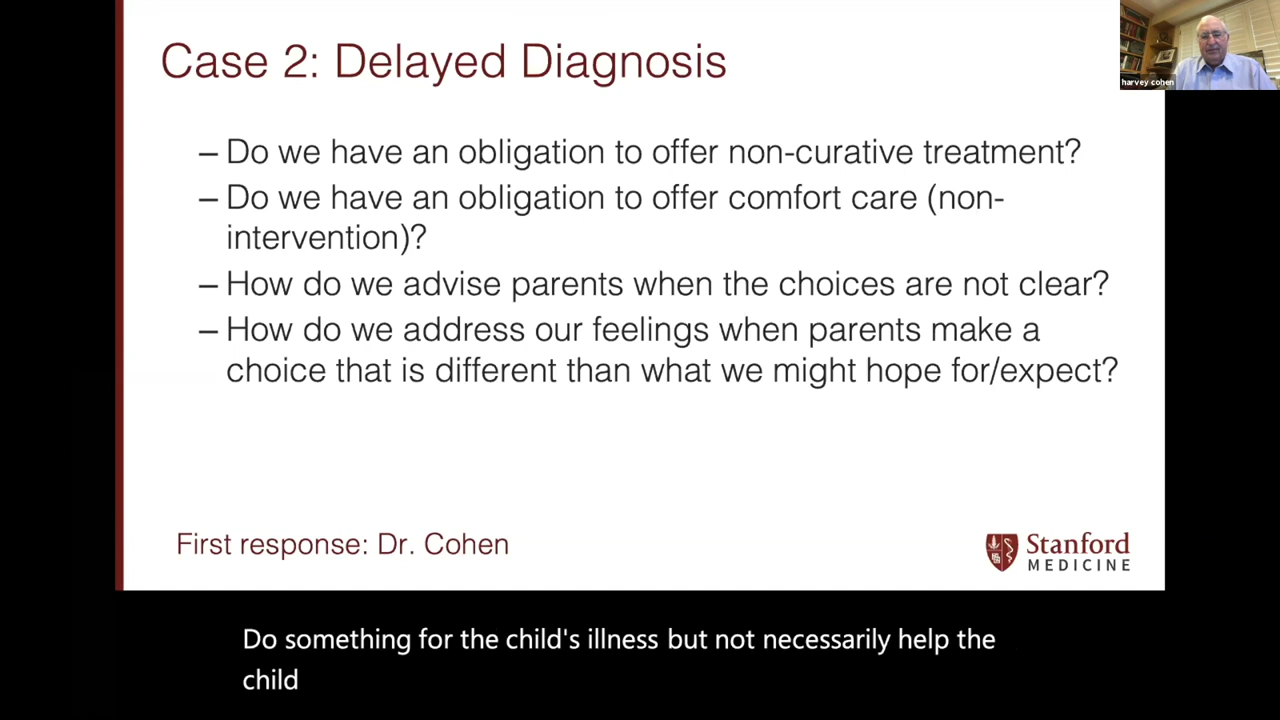 Case 2: Delayed Diagnosis
harvey cohen
– Do we have an obligation to offer non-curative treatment?
– Do we have an obligation to offer comfort care (non-
intervention)?
– How do we advise parents when the choices are not clear?
– How do we address our feelings when parents make a
choice that is different than what we might hope for/expect?
First response: Dr. Cohen
Stanford
MEDICINE
Do something for the child's illness but not necessarily help the
child